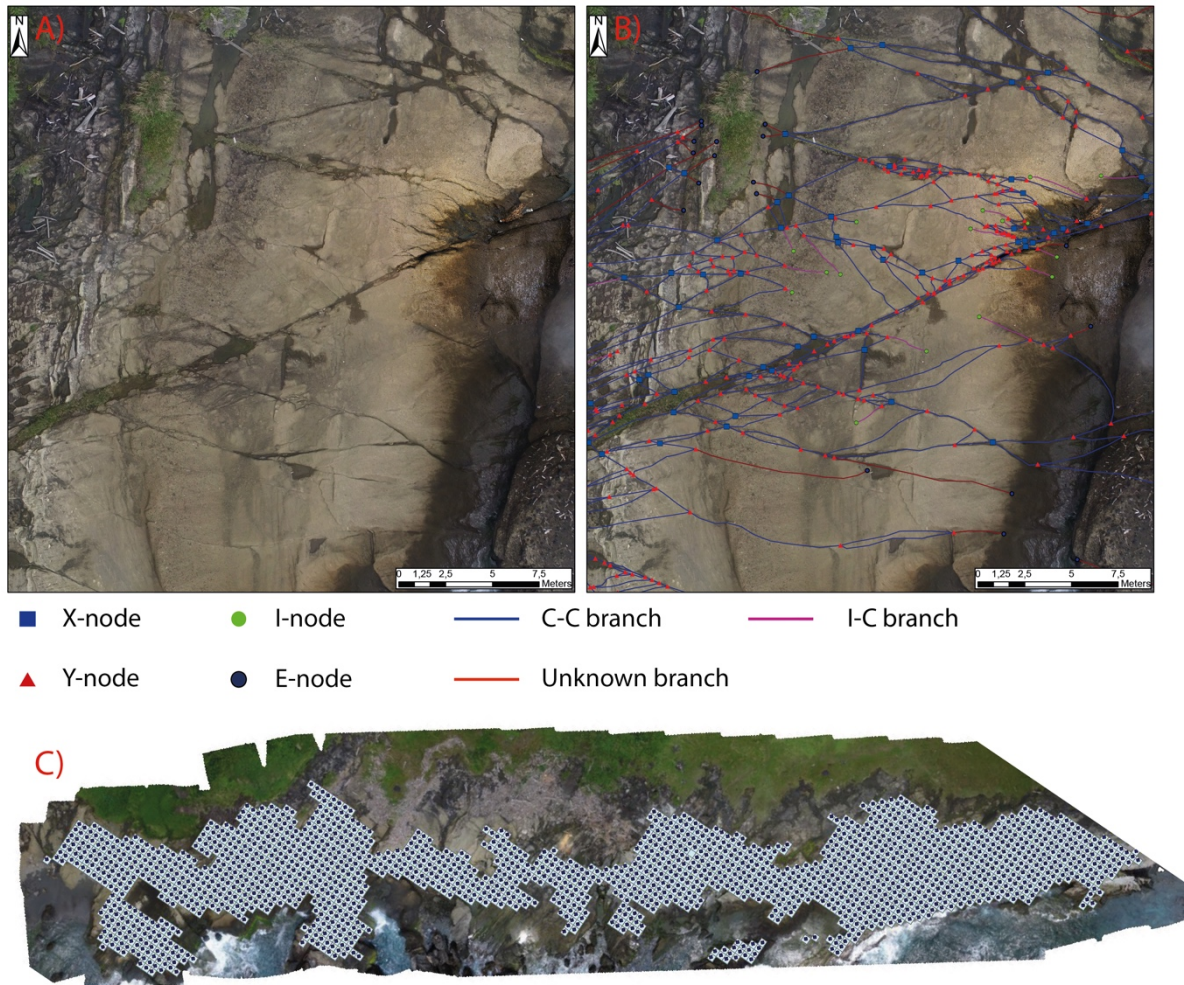 N A)
N B)
0 1,25 2,5 5 7,5
Meters
0 1,25 2,5 5 7,5
Meters
X-node I-node C-C branch I-C branch
Y-node E-node Unknown branch
C)